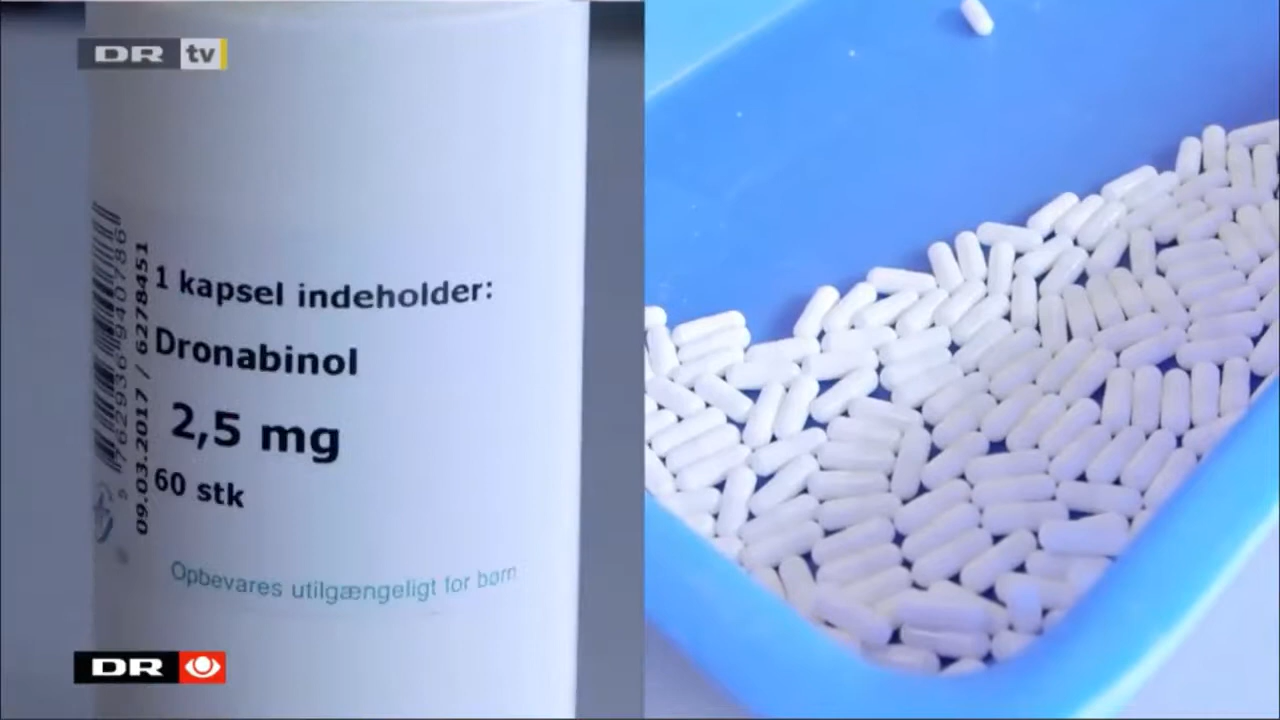 DR tv
1 kapsel indeholder:
Dronabinol
2,5 mg
60 stk
Opbevares utilgængeligt for børn
09.03.2017 / 6278451
DR